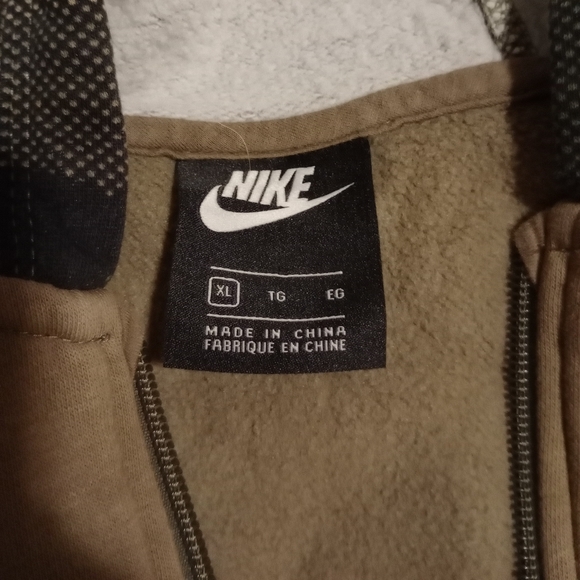 NIKE
XL TG EG
MADE IN CHINA
FABRIQUE EN CHINE